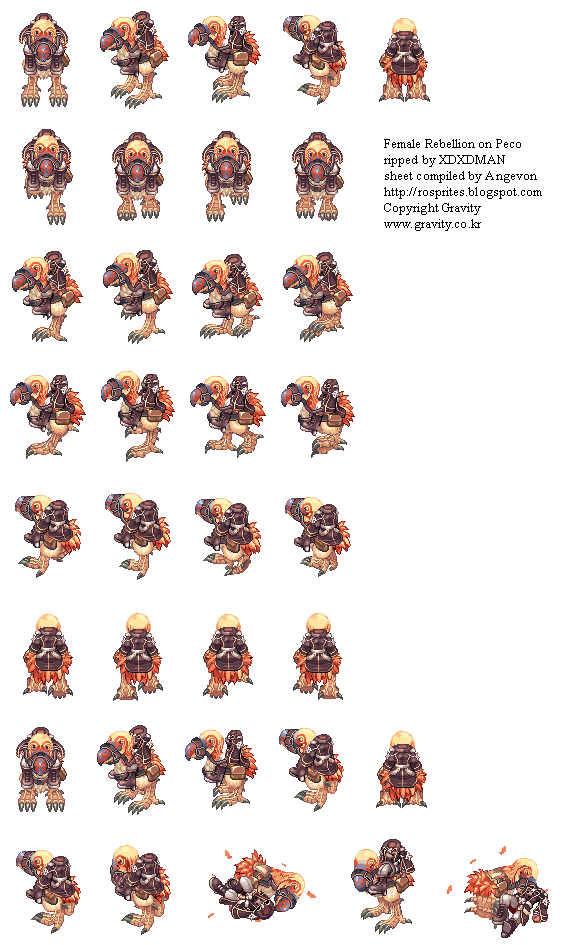 Female Rebellion on Peco
ripped by XDXDMAN
sheet compiled by Angevon
http://rosprites.blogspot.com
Copyright Gravity
www.gravity.co.kr